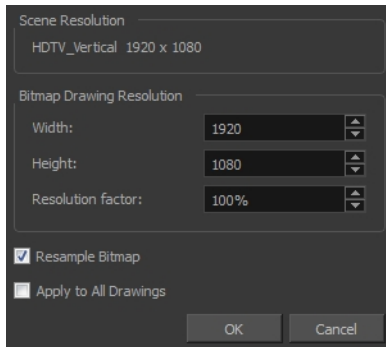 Scene Resolution
HDTV_Vertical 1920 x 1080
Bitmap Drawing Resolution
Width: 1920
Height: 1080
Resolution factor: 100%
Resample Bitmap
Apply to All Drawings
OK Cancel